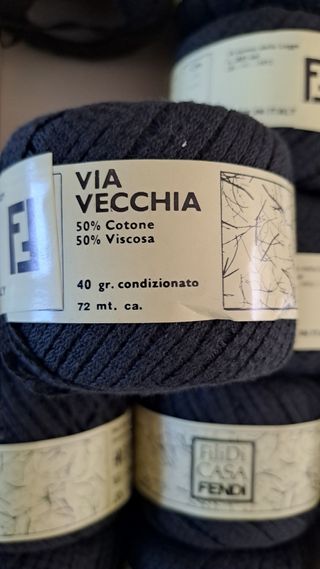 VIA
VECCHIA
50% Cotone
50% Viscosa
40 gr. condizionato
72 mt. ca.
FiLi Di
CASA
FENDI